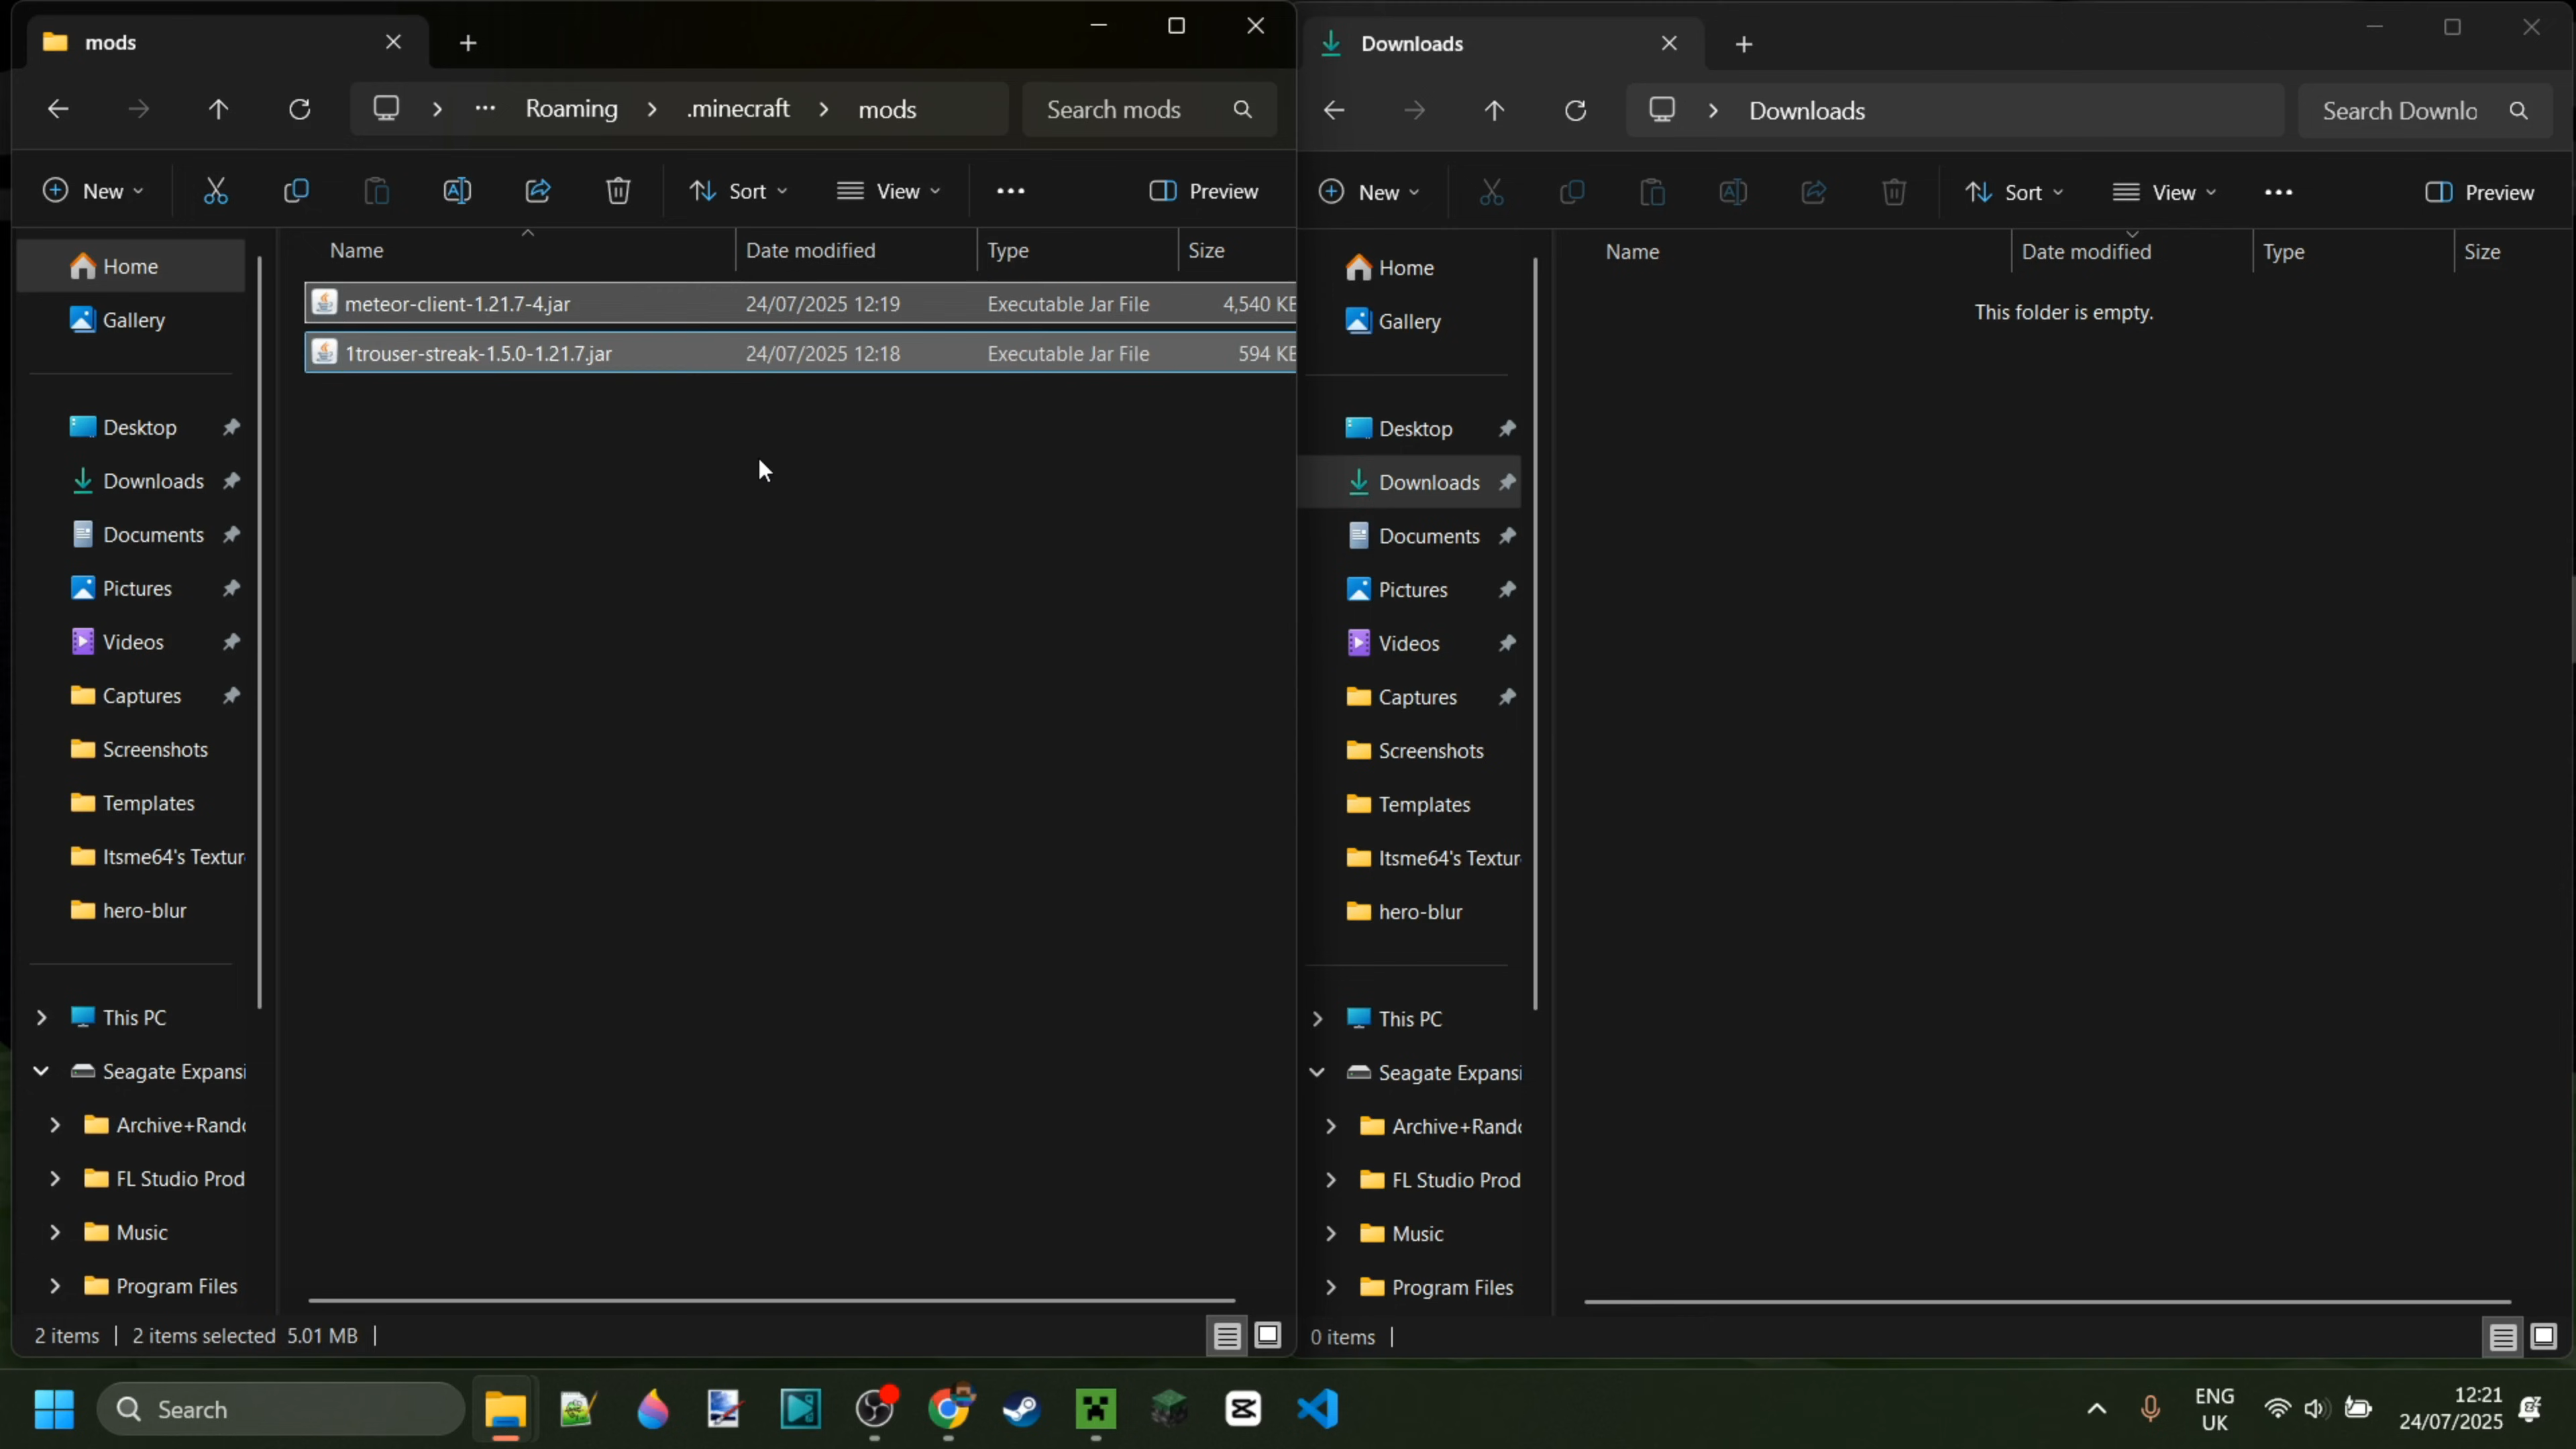 mods
Roaming
.minecraft
mods
Search mods
New
Sort
View
Preview
Name
Date modified
Type
Size
meteor-client-1.21.7-4.jar
24/07/2025 12:19
Executable Jar File
4,540 KB
1trouser-streak-1.5.0-1.21.7.jar
24/07/2025 12:18
Executable Jar File
594 KB
Home
Gallery
Desktop
Downloads
Documents
Pictures
Videos
Captures
Screenshots
Templates
Itsme64's Textur
hero-blur
This PC
Seagate Expansi
Archive+Rando
FL Studio Prod
Music
Program Files
2 items
2 items selected 5.01 MB
Downloads
Downloads
Search Downlo
New
Sort
View
Preview
Name
Date modified
Type
Size
This folder is empty.
Home
Gallery
Desktop
Downloads
Documents
Pictures
Videos
Captures
Screenshots
Templates
Itsme64's Textur
hero-blur
This PC
Seagate Expansi
Archive+Rando
FL Studio Prod
Music
Program Files
0 items
Search
ENG
UK
12:21
24/07/2025